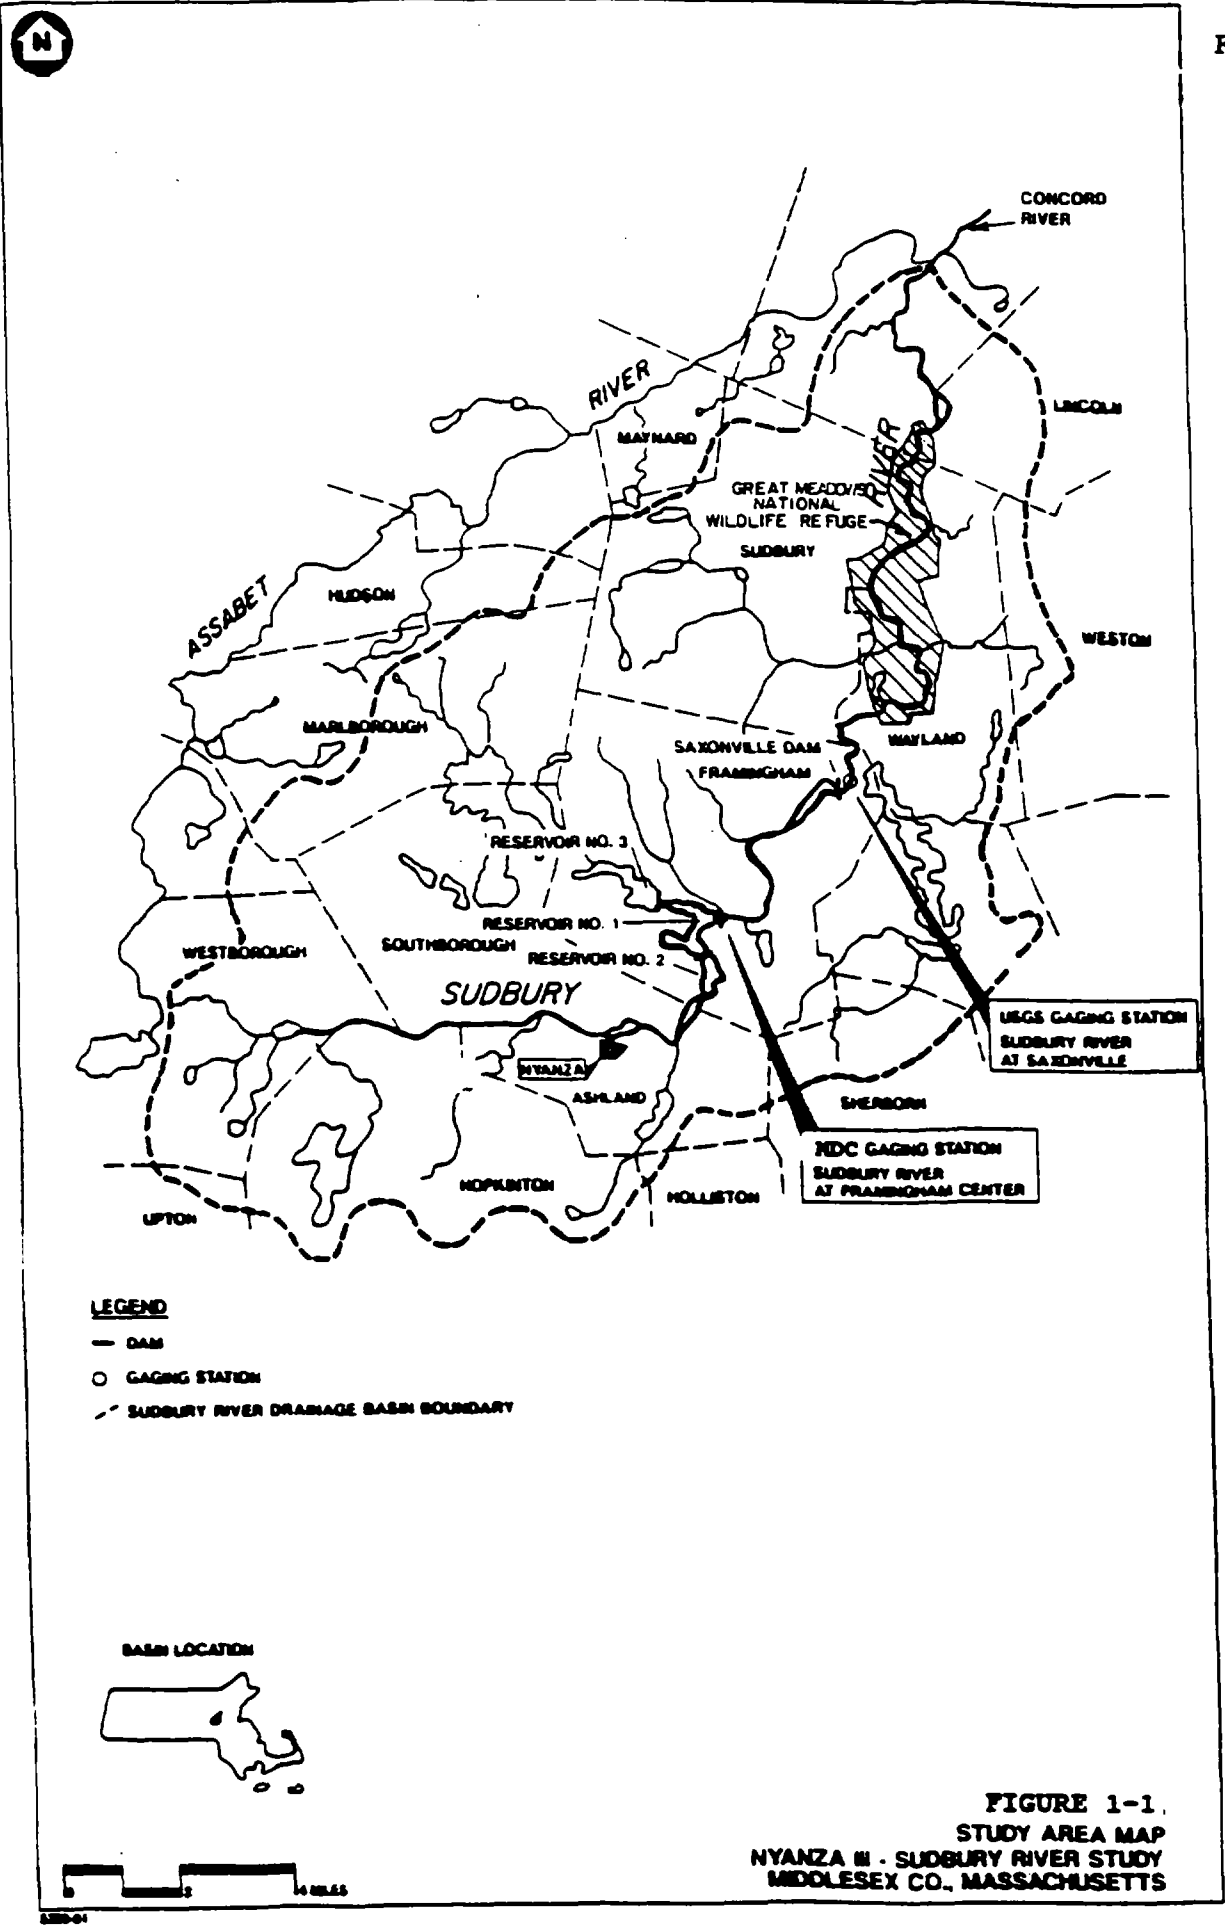 N
F
CONCORD
RIVER
RIVER
MAYNARD
LINCOLN
RIVER
GREAT MEADOWS
NATIONAL
WILDLIFE REFUGE
SUDBURY
ASSABET
HUDSON
WESTON
MARLBOROUGH
WAYLAND
SAXONVILLE DAM
FRAMINGHAM
RESERVOIR NO. 3
RESERVOIR NO. 1
SOUTHBOROUGH
WESTBOROUGH
RESERVOIR NO. 2
SUDBURY
USGS GAGING STATION
SUDBURY RIVER
AT SAXONVILLE
NYANZA
ASHLAND
SHERBORN
MDC GAGING STATION
SUDBURY RIVER
AT FRAMINGHAM CENTER
HOPKINTON
HOLLISTON
UPTON
LEGEND
DAM
GAGING STATION
SUDBURY RIVER DRAINAGE BASIN BOUNDARY
BASIN LOCATION
0 2 4 MILES
FIGURE 1-1
STUDY AREA MAP
NYANZA III - SUDBURY RIVER STUDY
MIDDLESEX CO., MASSACHUSETTS